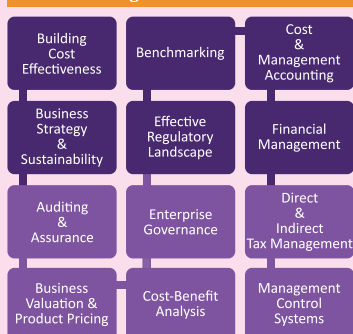 Building
Cost
Effectiveness
Benchmarking
Cost
&
Management
Accounting
Business
Strategy
&
Sustainability
Effective
Regulatory
Landscape
Financial
Management
Auditing
&
Assurance
Enterprise
Governance
Direct
&
Indirect
Tax Management
Business
Valuation &
Product Pricing
Cost-Benefit
Analysis
Management
Control
Systems